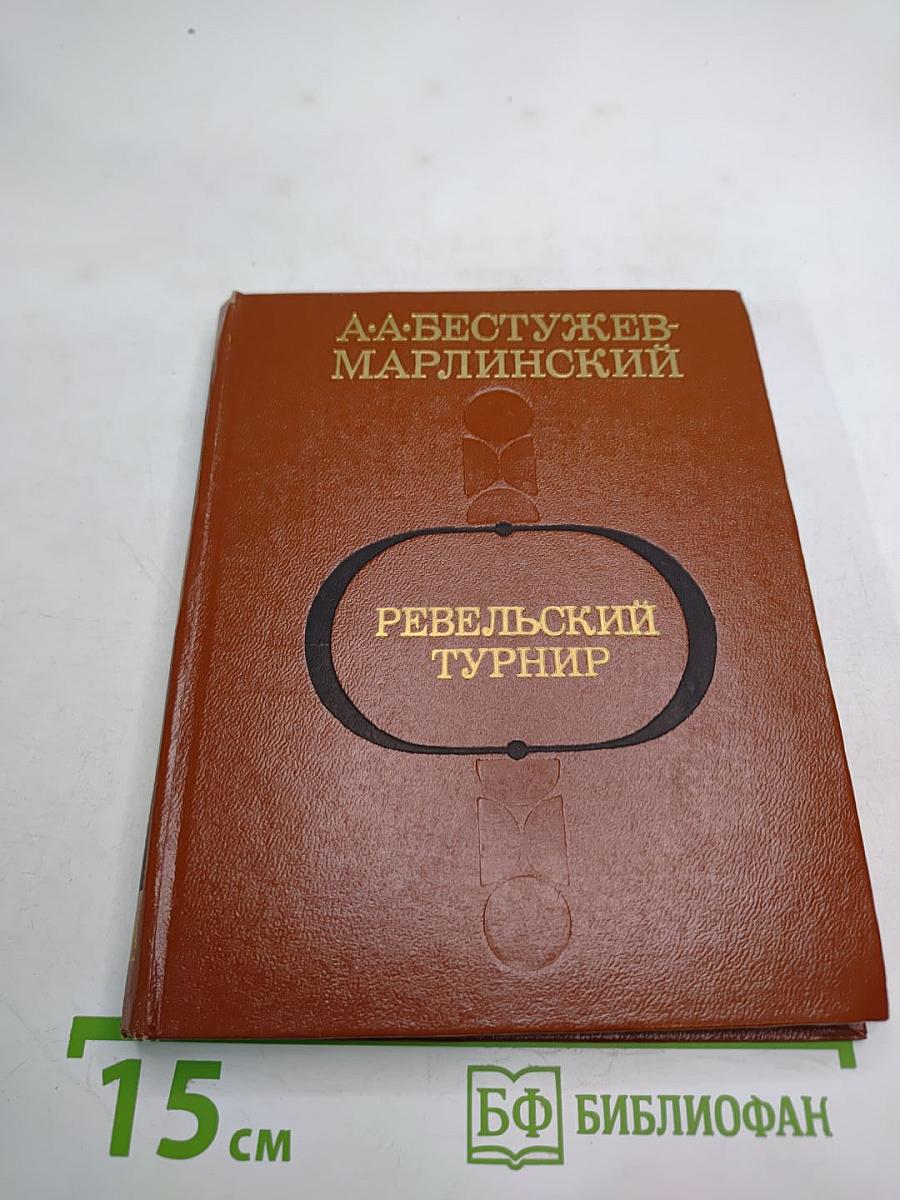 А·А·БЕСТУЖЕВ-
МАРЛИНСКИЙ
РЕВЕЛЬСКИЙ
ТУРНИР
15 см
БФ БИБЛИОФАН